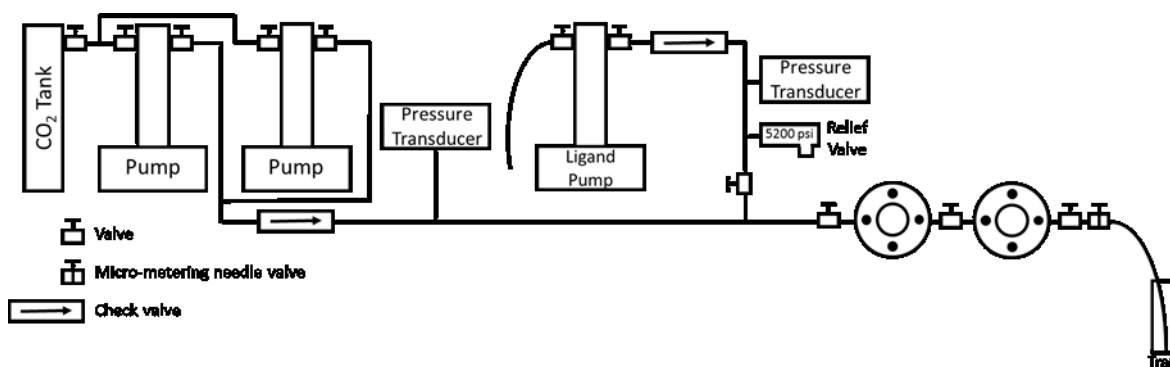 CO₂ Tank
Pump
Pump
Pressure
Transducer
Ligand
Pump
Pressure
Transducer
5200 psi
Relief
Valve
Valve
Micro-metering needle valve
Check valve